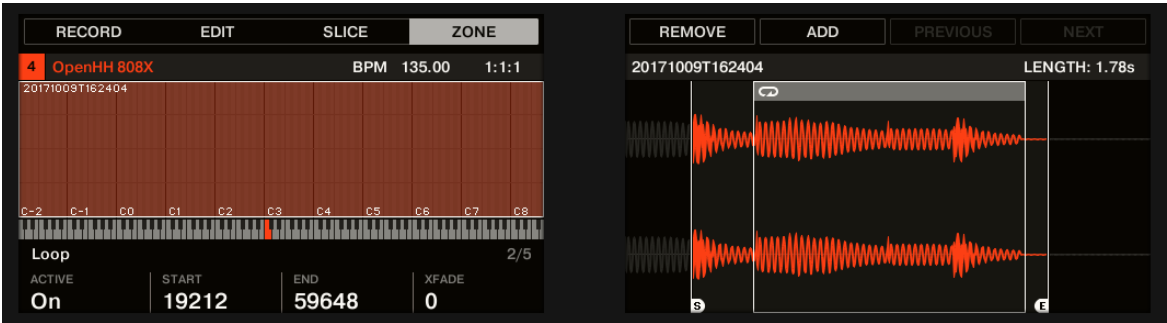 RECORD EDIT SLICE ZONE
4 OpenHH 808X BPM 135.00 1:1:1
20171009T162404
C-2 C-1 C0 C1 C2 C3 C4 C5 C6 C7 C8
Loop 2/5
ACTIVE START END XFADE
On 19212 59648 0
REMOVE ADD PREVIOUS NEXT
20171009T162404 LENGTH: 1.78s
S E